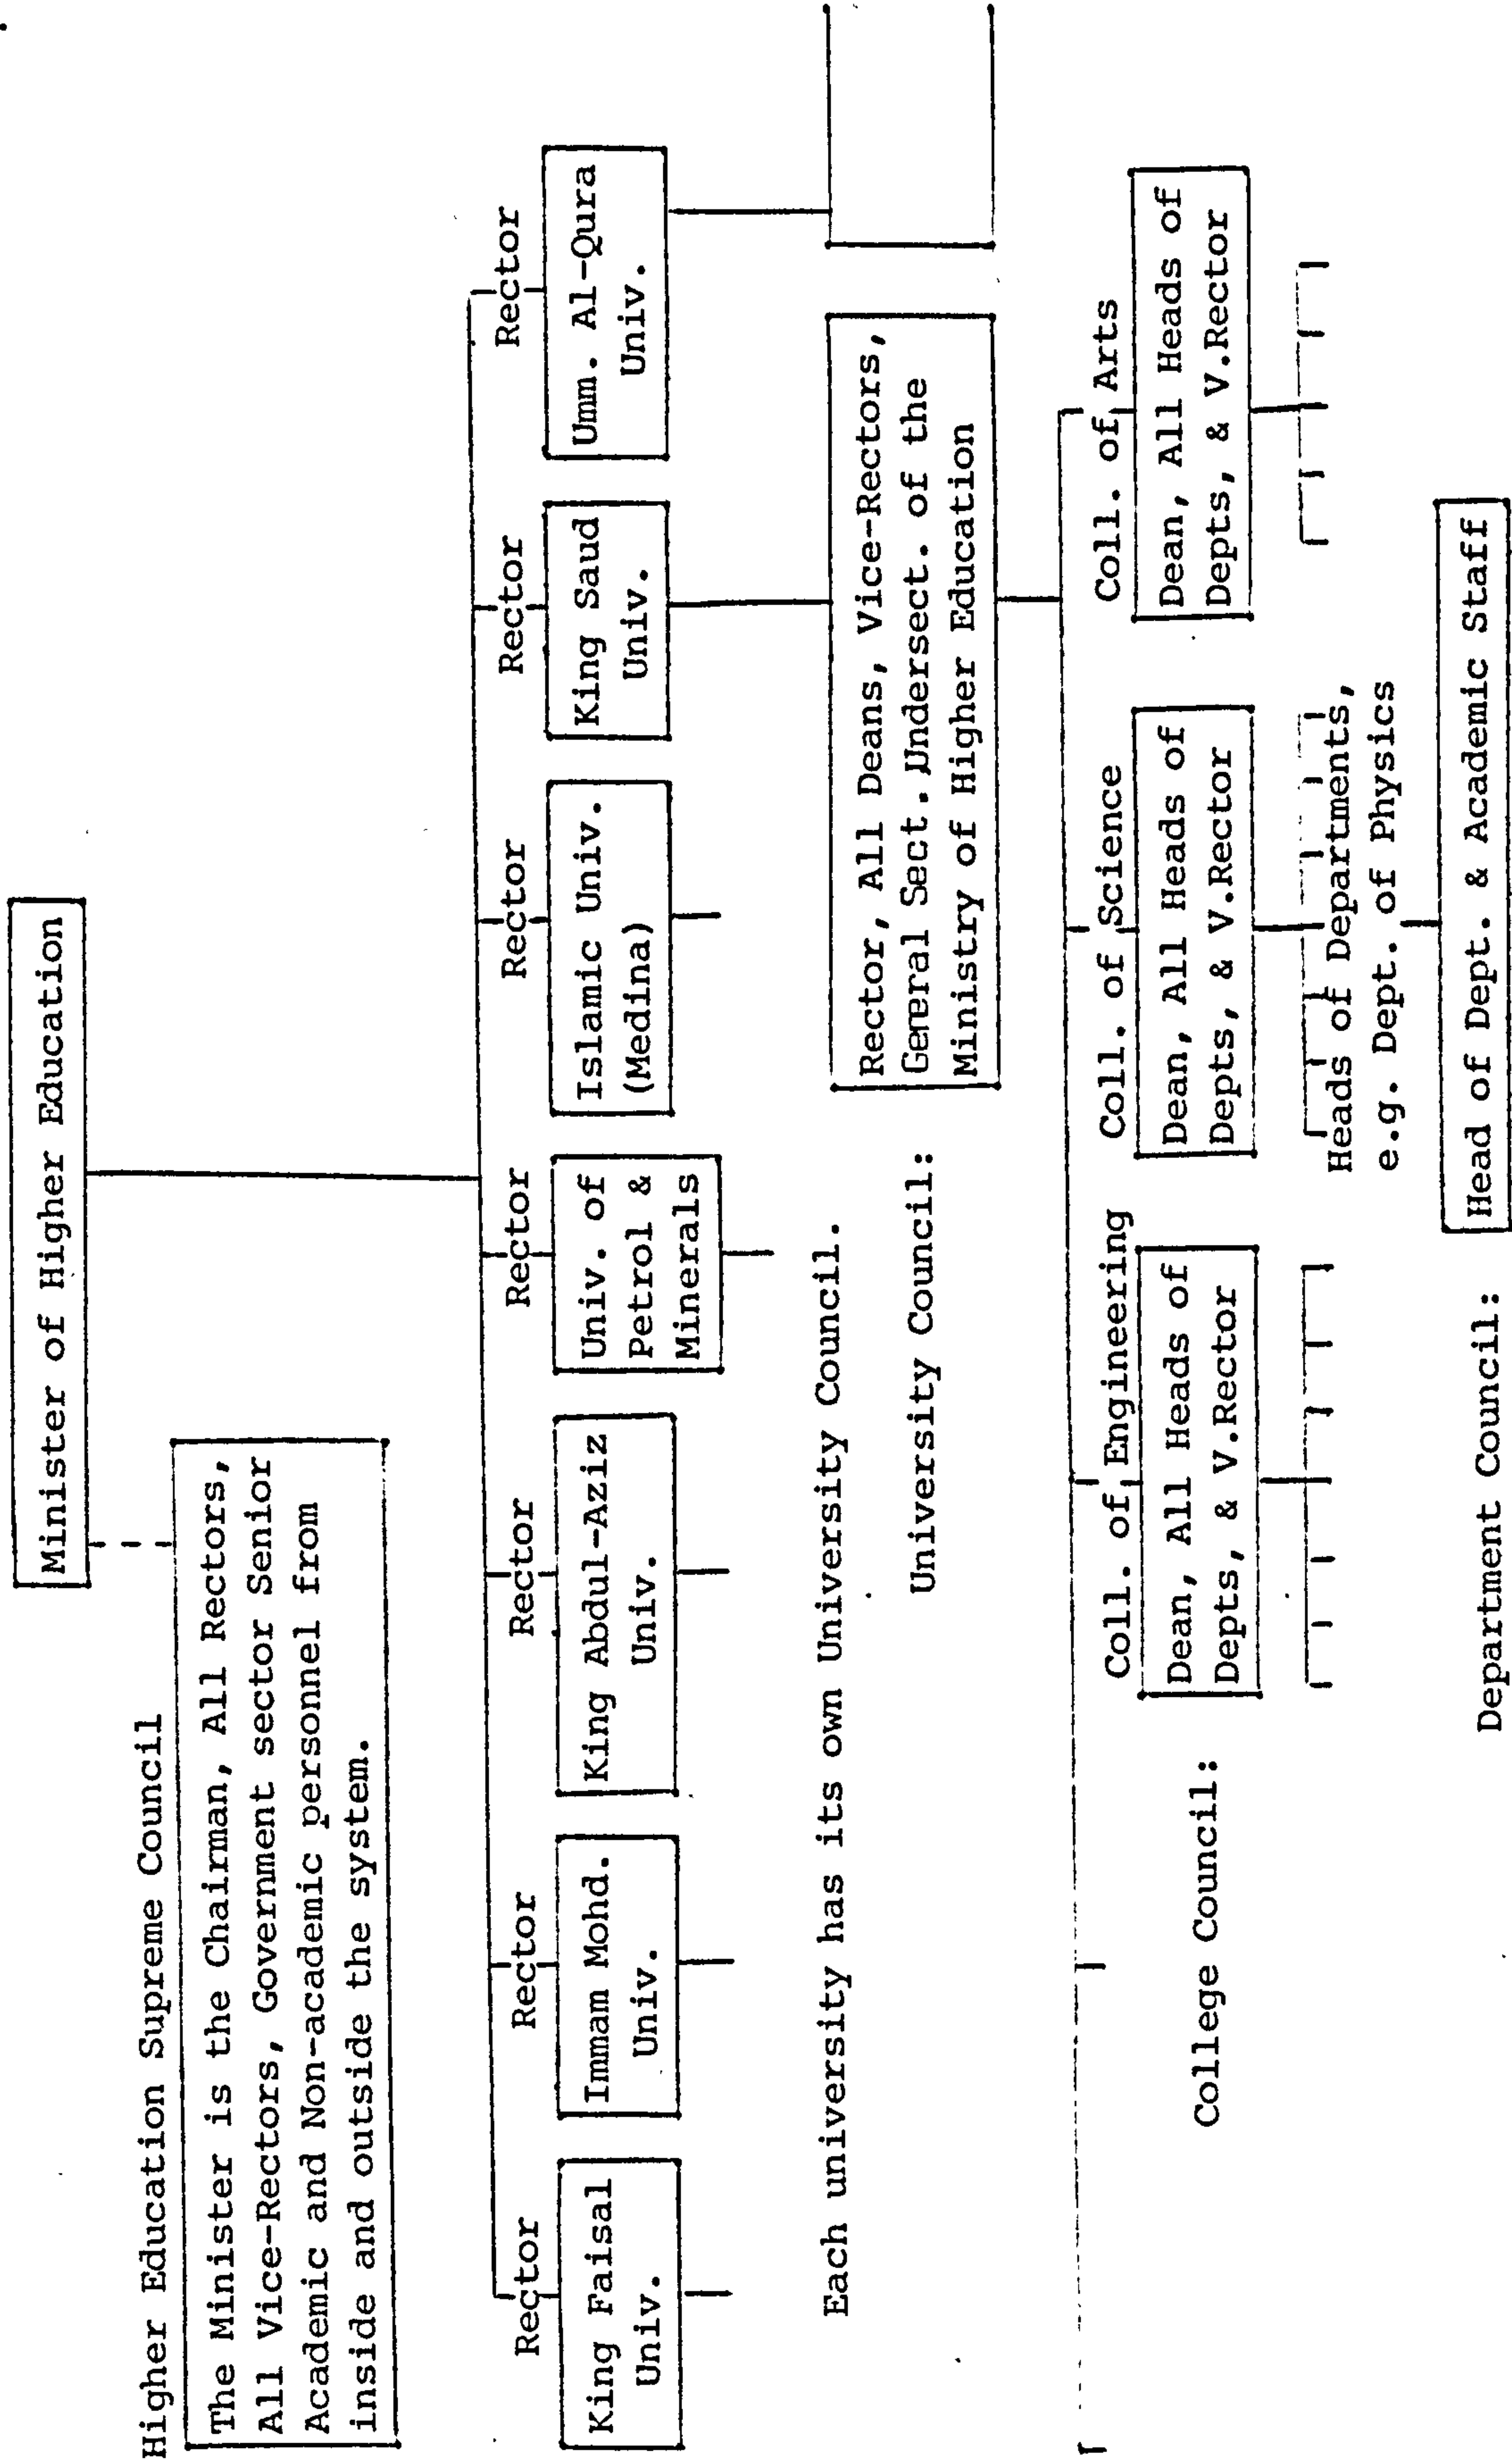 Minister of Higher Education
Higher Education Supreme Council
The Minister is the Chairman, All Rectors,
All Vice-Rectors, Government sector Senior
Academic and Non-academic personnel from
inside and outside the system.
Rector
King Faisal
Univ.
Rector
Immam Mohd.
Univ.
Rector
King Abdul-Aziz
Univ.
Rector
Univ. of
Petrol &
Minerals
Rector
Islamic Univ.
(Medina)
Rector
King Saud
Univ.
Rector
Umm. Al-Qura
Univ.
Each university has its own University Council.
University Council:
Rector, All Deans, Vice-Rectors,
General Sect. Undersect. of the
Ministry of Higher Education
College Council:
Coll. of Engineering
Dean, All Heads of
Depts, & V.Rector
Coll. of Science
Dean, All Heads of
Depts, & V.Rector
Coll. of Arts
Dean, All Heads of
Depts, & V.Rector
Heads of Departments,
e.g. Dept. of Physics
Department Council:
Head of Dept. & Academic Staff